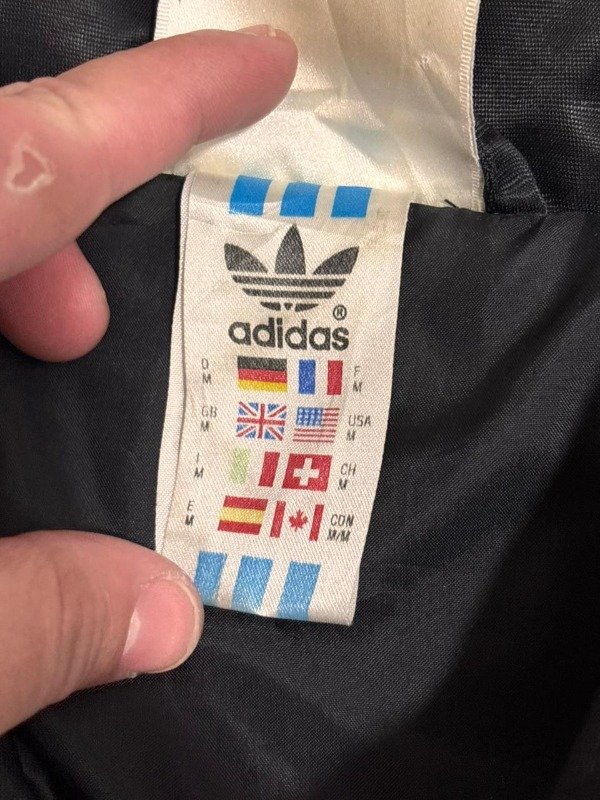 ®
adidas
D M F M
GB M USA M
I M CH M
E M CDN M/M